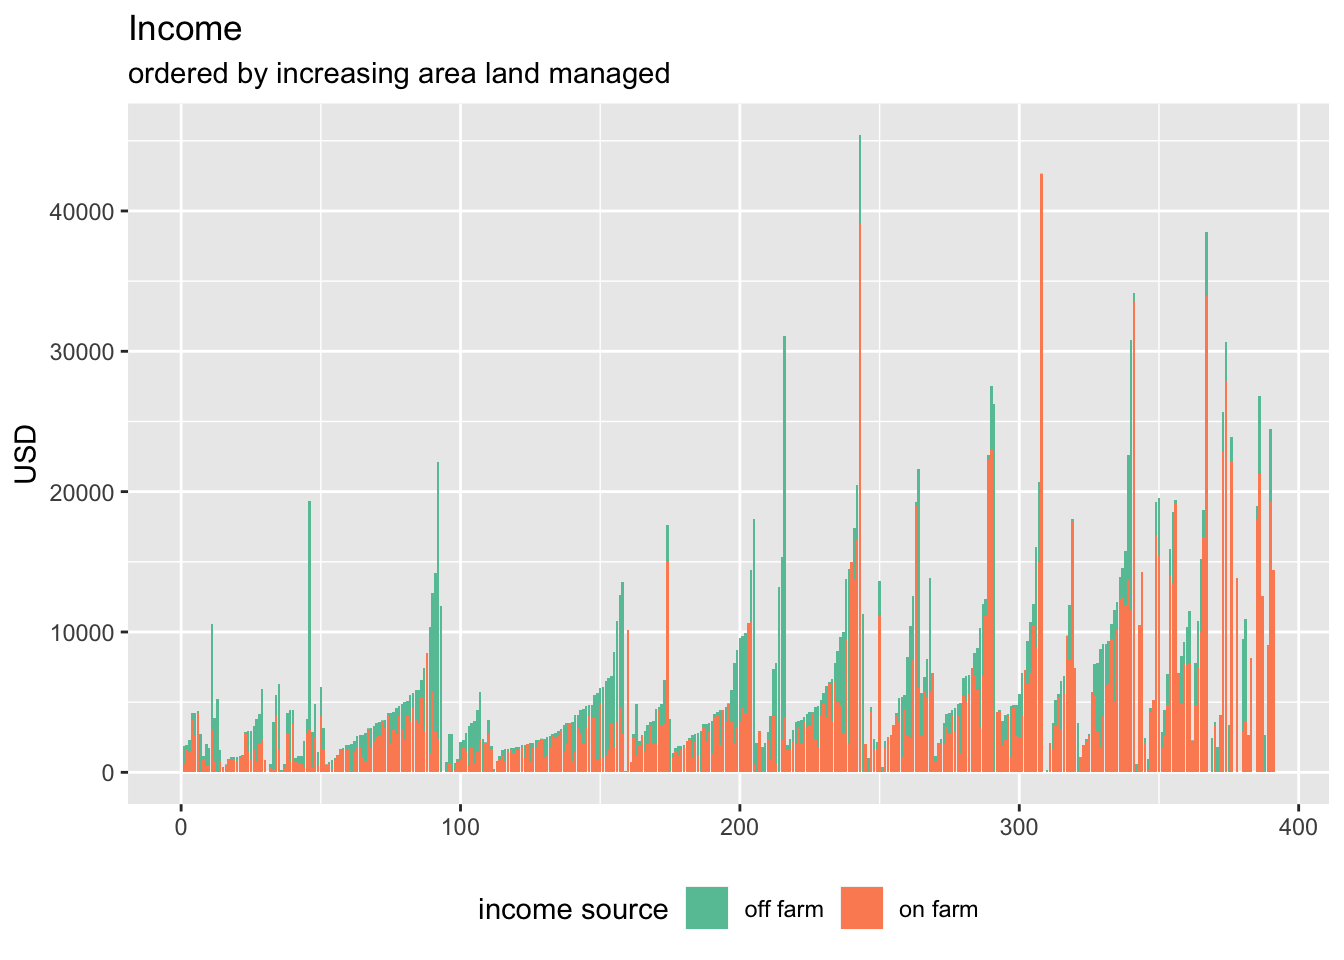 Income
ordered by increasing area land managed
USD
40000
30000
20000
10000
0
0 100 200 300 400
income source off farm on farm